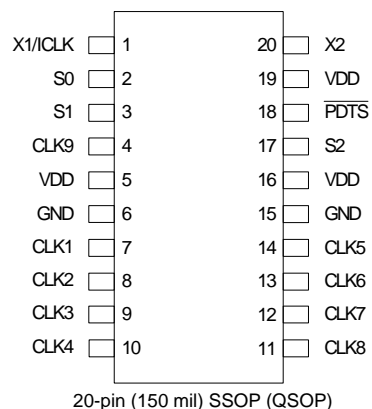 X1/ICLK 1 20 X2
S0 2 19 VDD
S1 3 18 P̅D̅T̅S̅
CLK9 4 17 S2
VDD 5 16 VDD
GND 6 15 GND
CLK1 7 14 CLK5
CLK2 8 13 CLK6
CLK3 9 12 CLK7
CLK4 10 11 CLK8
20-pin (150 mil) SSOP (QSOP)